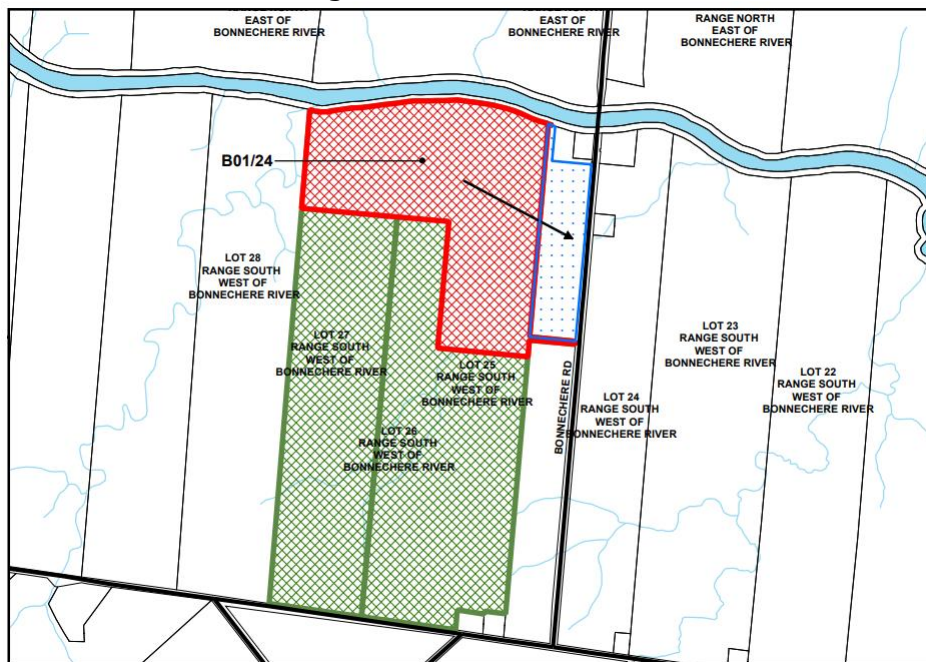 EAST OF
BONNECHERE RIVER
EAST OF
BONNECHERE RIVER
RANGE NORTH
EAST OF
BONNECHERE RIVER
B01/24
LOT 28
RANGE SOUTH
WEST OF
BONNECHERE RIVER
LOT 27
RANGE SOUTH
WEST OF
BONNECHERE RIVER
LOT 26
RANGE SOUTH
WEST OF
BONNECHERE RIVER
LOT 25
RANGE SOUTH
WEST OF
BONNECHERE RIVER
BONNECHERE RD
LOT 24
RANGE SOUTH
WEST OF
BONNECHERE RIVER
LOT 23
RANGE SOUTH
WEST OF
BONNECHERE RIVER
LOT 22
RANGE SOUTH
WEST OF
BONNECHERE RIVER